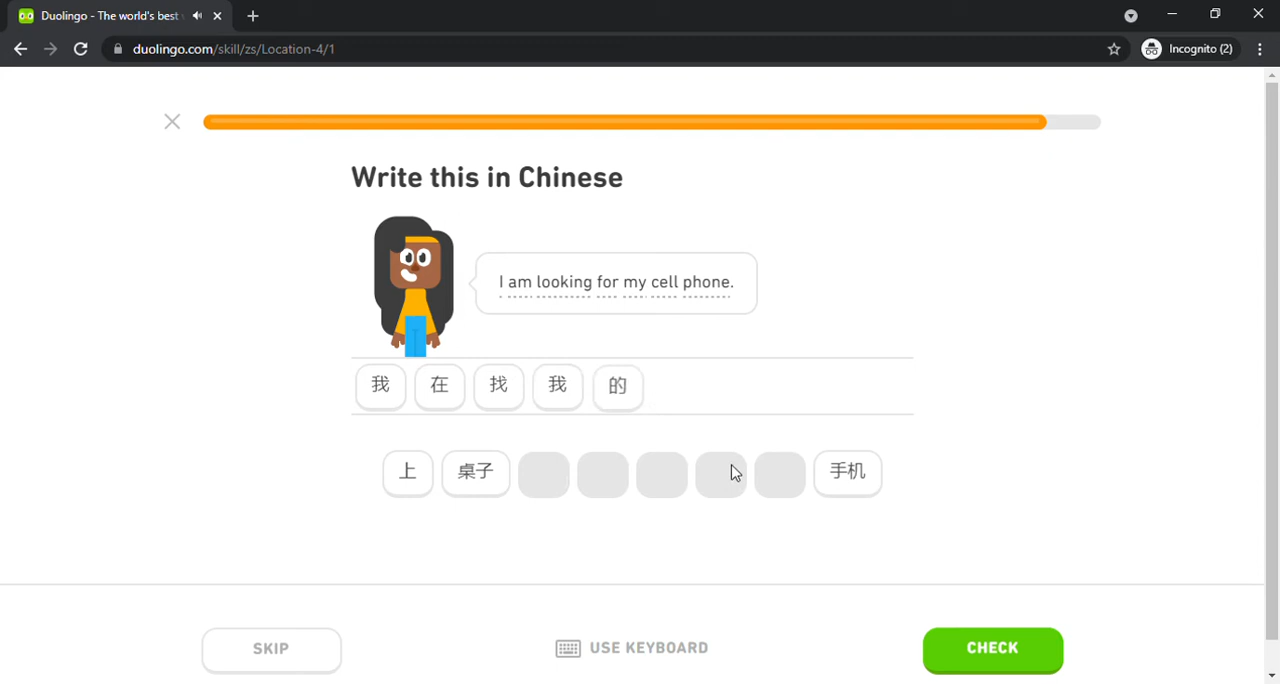 Duolingo - The world's best
duolingo.com/skill/zs/Location-4/1
Incognito (2)
Write this in Chinese
I am looking for my cell phone.
我 在 找 我 的
上 桌子 手机
SKIP
USE KEYBOARD
CHECK